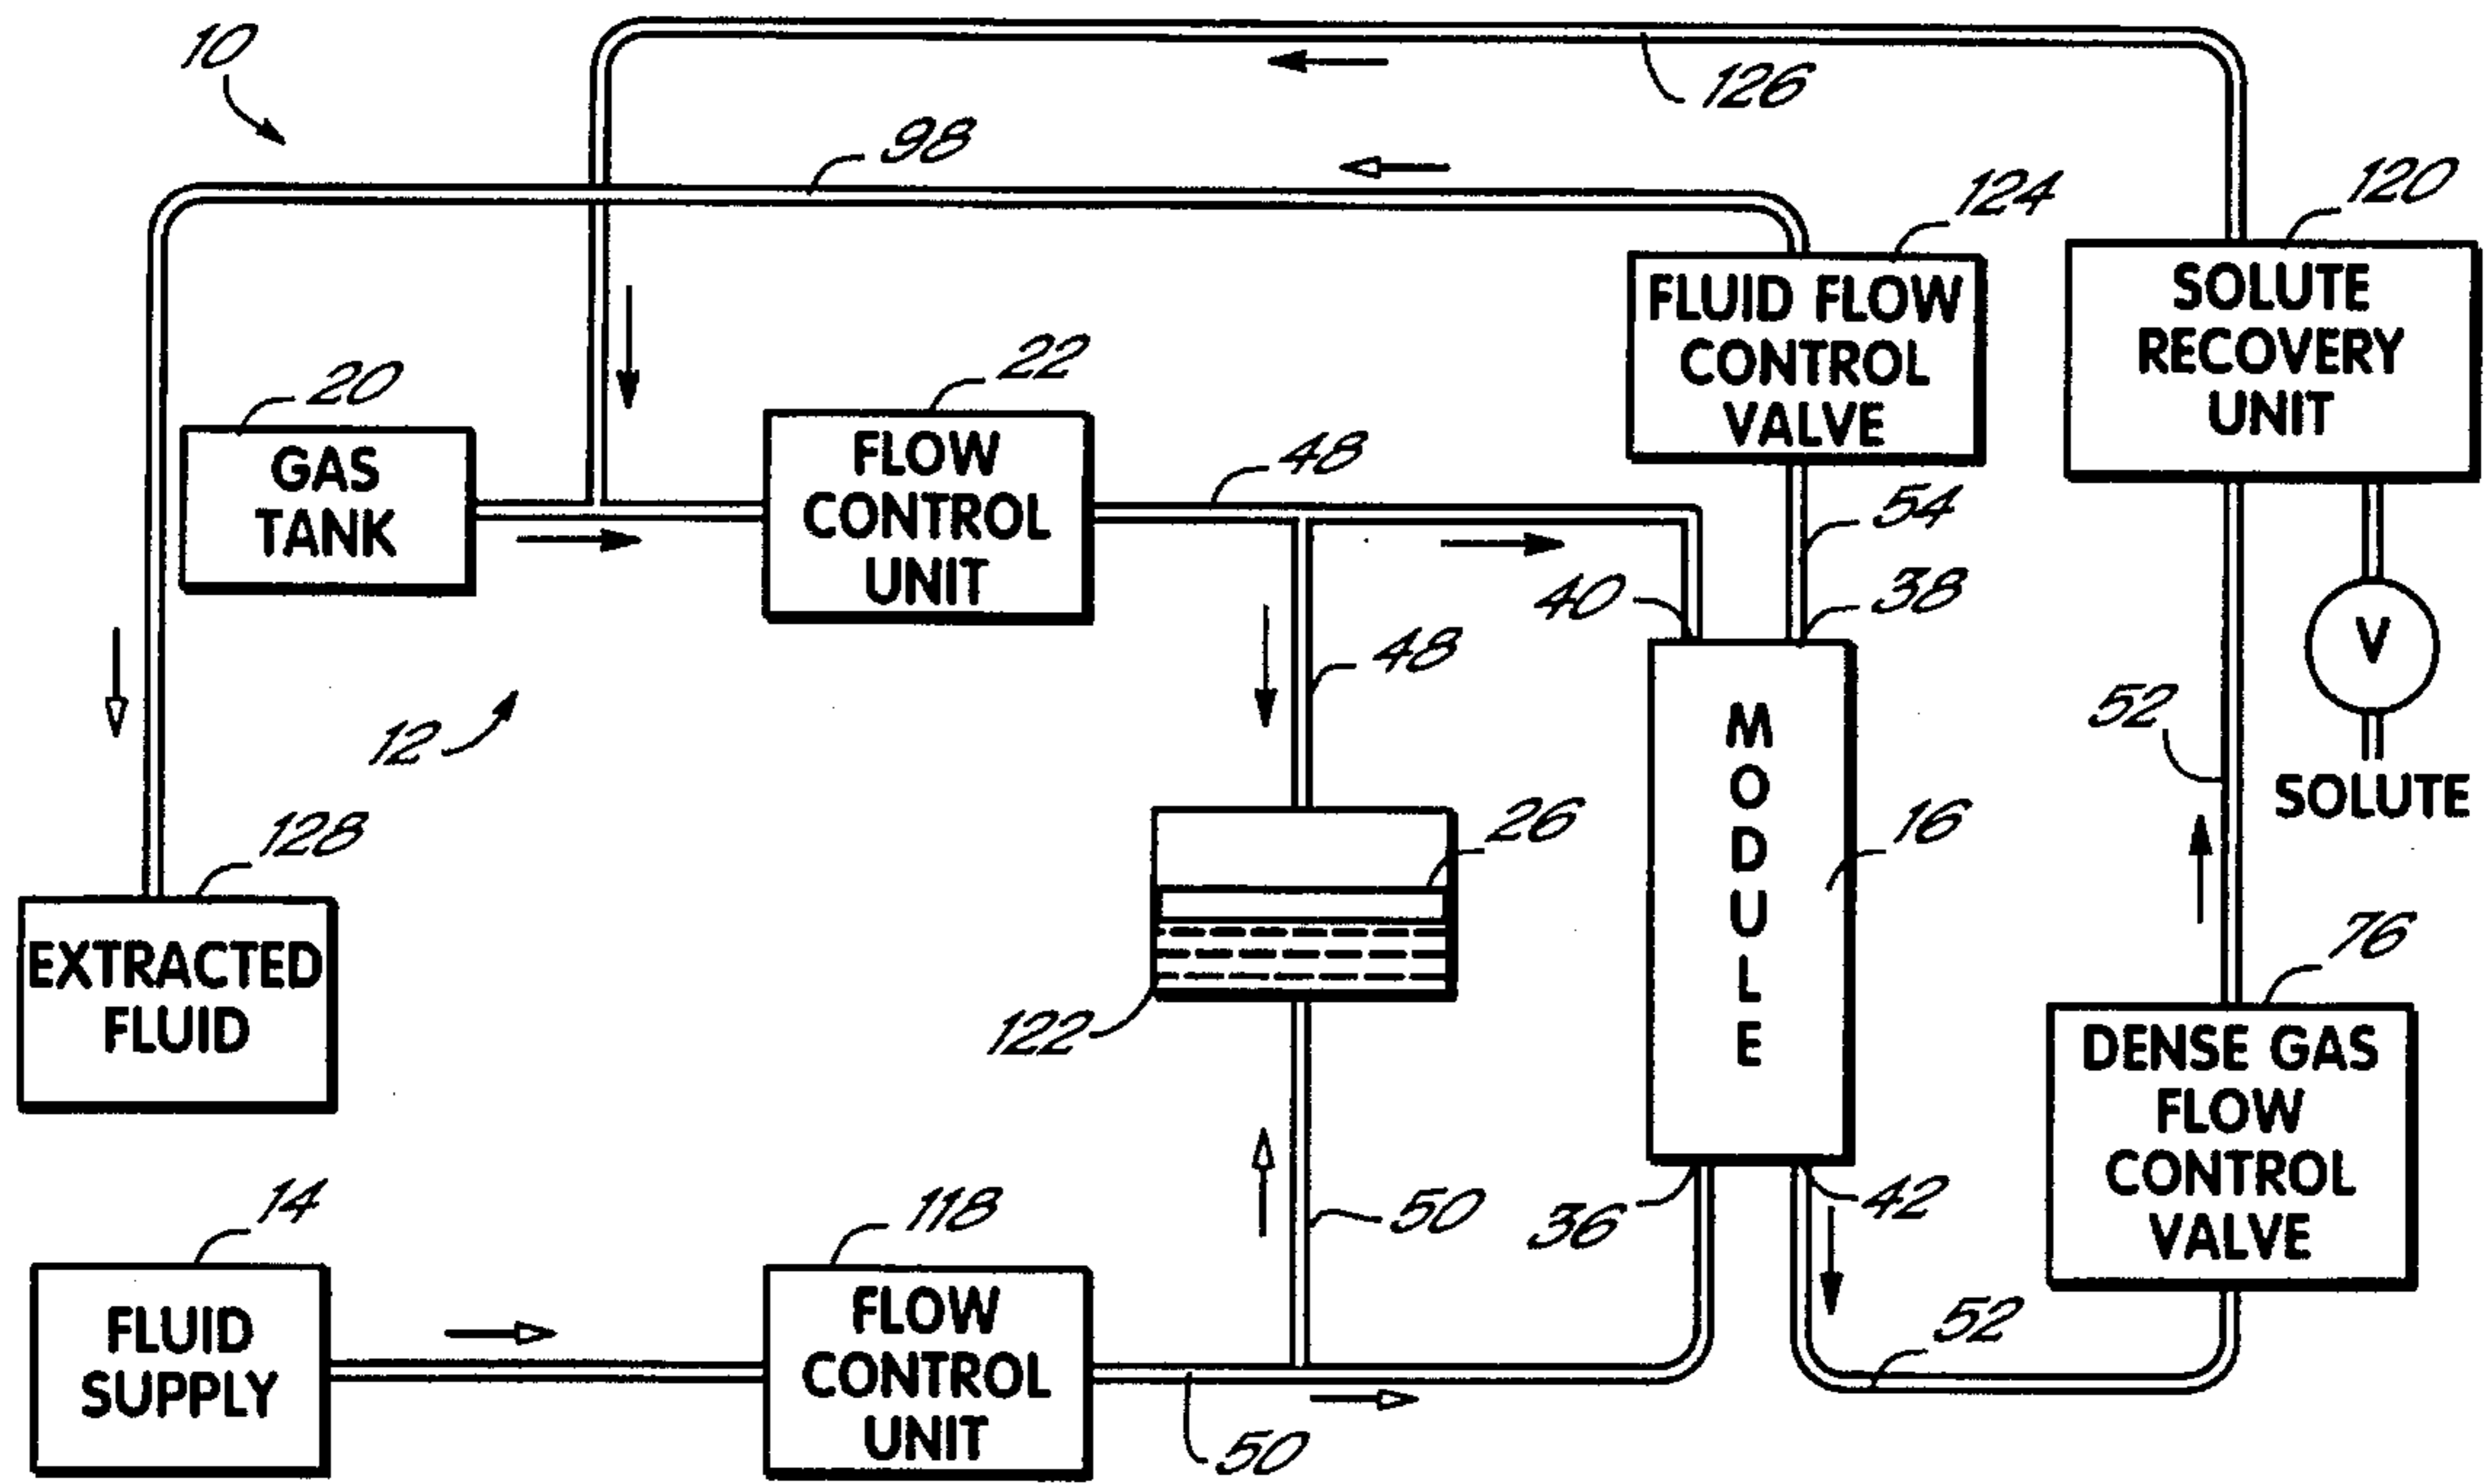 10
126
98
124
120
FLUID FLOW
CONTROL
VALVE
SOLUTE
RECOVERY
UNIT
20
22
GAS
TANK
FLOW
CONTROL
UNIT
48
54
40
38
V
48
52
SOLUTE
12
MODULE
26
16
128
EXTRACTED
FLUID
122
76
DENSE GAS
FLOW
CONTROL
VALVE
14
118
50
36
42
FLUID
SUPPLY
FLOW
CONTROL
UNIT
52
50